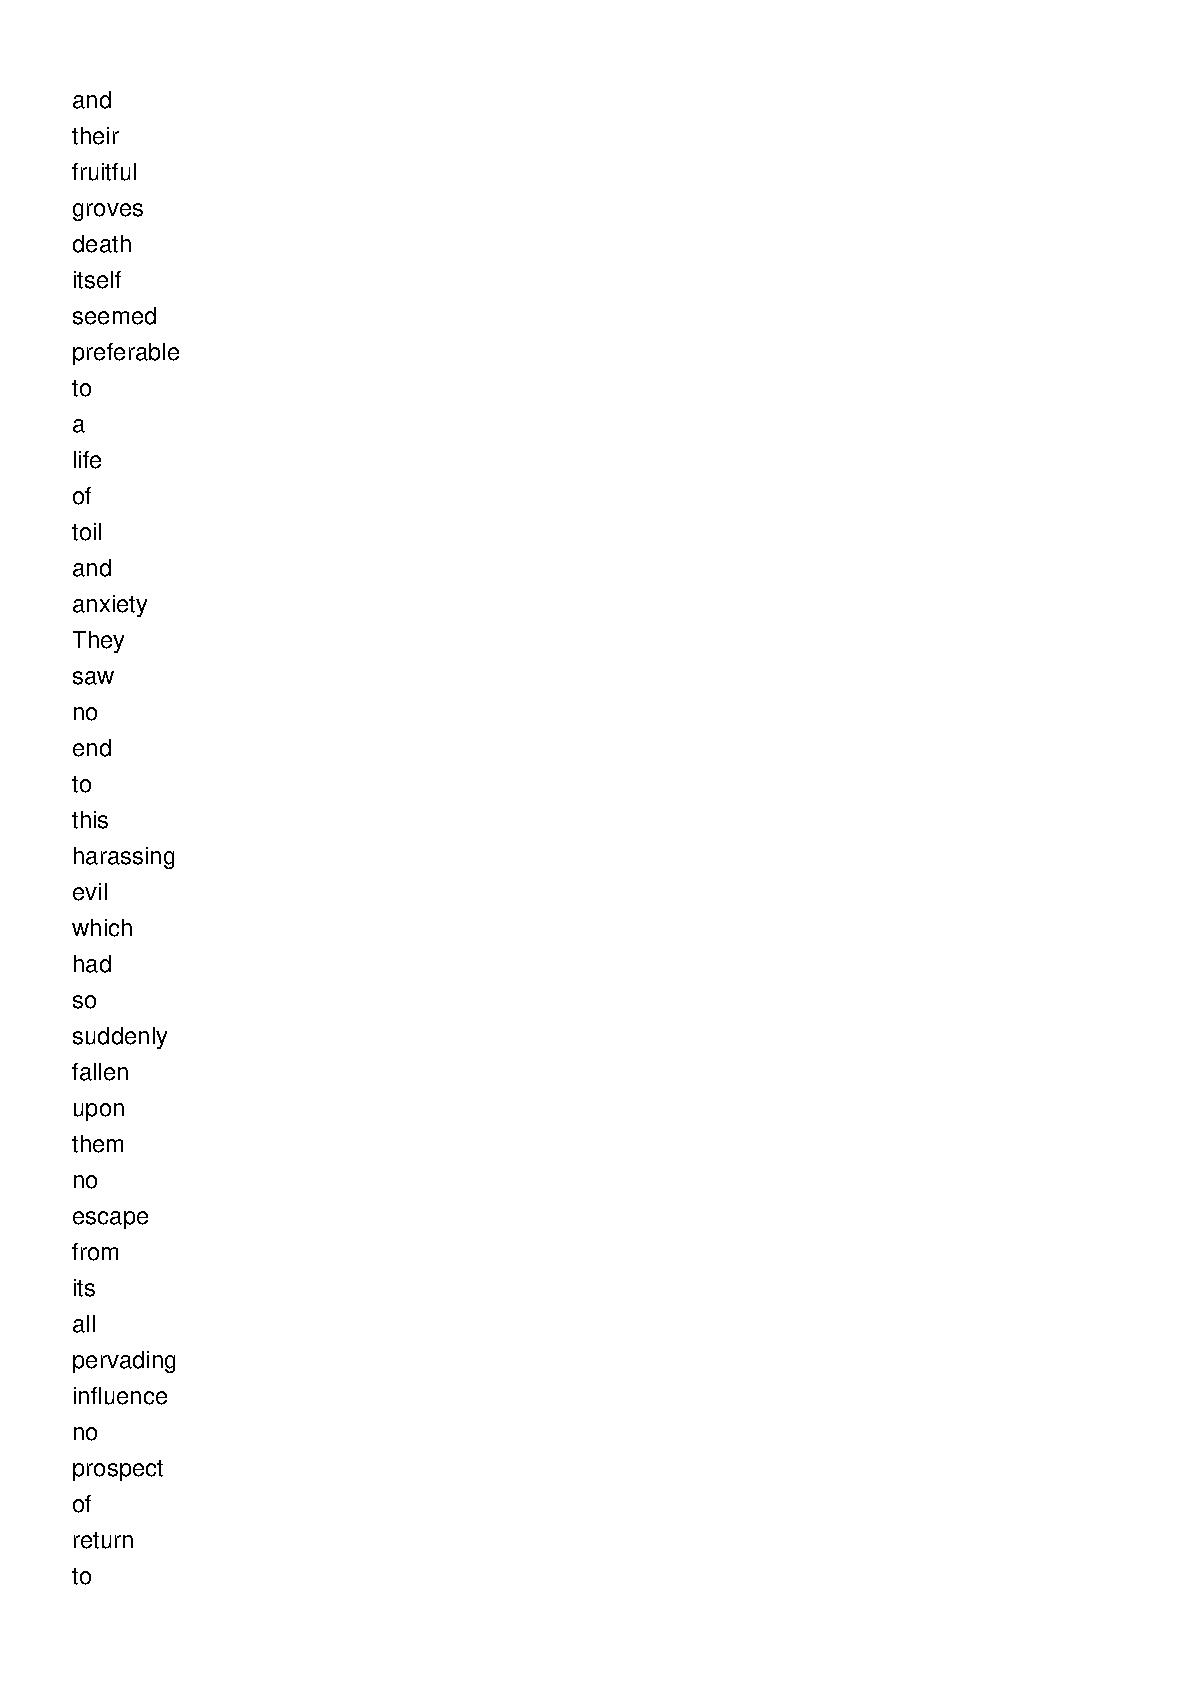 and
their
fruitful
groves
death
itself
seemed
preferable
to
a
life
of
toil
and
anxiety
They
saw
no
end
to
this
harassing
evil
which
had
so
suddenly
fallen
upon
them
no
escape
from
its
all
pervading
influence
no
prospect
of
return
to